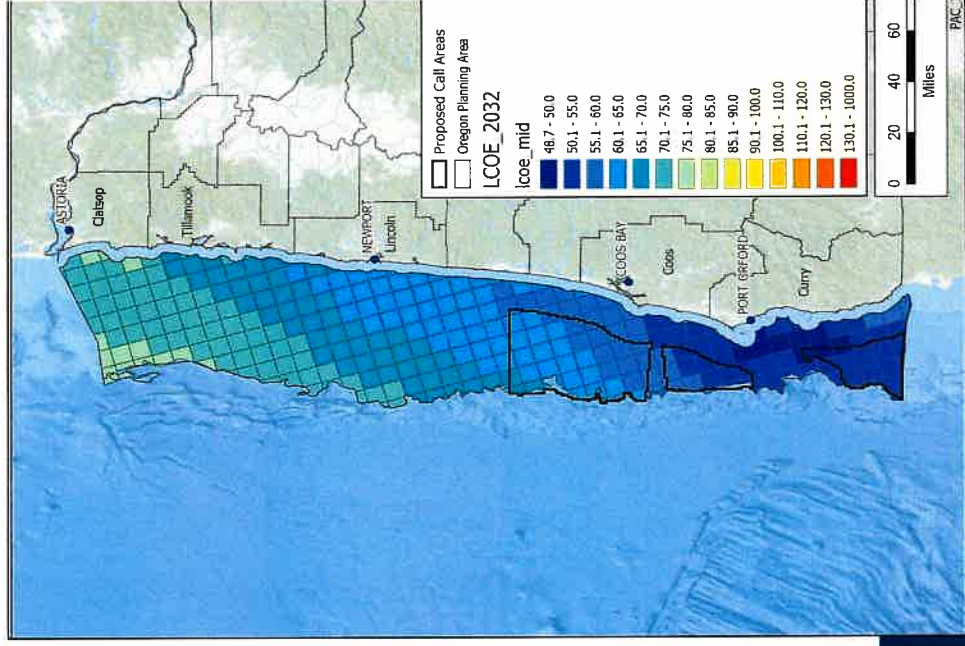 ASTORIA
Clatsop
Tillamook
NEWPORT
Lincoln
COOS BAY
Coos
PORT ORFORD
Curry
Proposed Call Areas
Oregon Planning Area
LCOE_2032
lcoe_mid
48.7 - 50.0
50.1 - 55.0
55.1 - 60.0
60.1 - 65.0
65.1 - 70.0
70.1 - 75.0
75.1 - 80.0
80.1 - 85.0
85.1 - 90.0
90.1 - 100.0
100.1 - 110.0
110.1 - 120.0
120.1 - 130.0
130.1 - 1000.0
0 20 40 60
Miles
PAC_